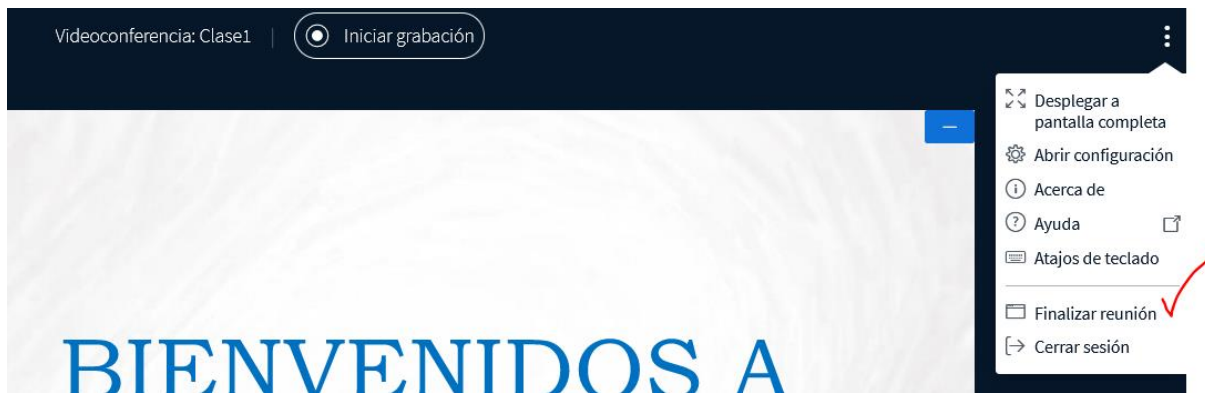 Videoconferencia: Clase1 | Iniciar grabación
Desplegar a
pantalla completa
Abrir configuración
Acerca de
Ayuda
Atajos de teclado
Finalizar reunión
Cerrar sesión
BIENVENIDOS A